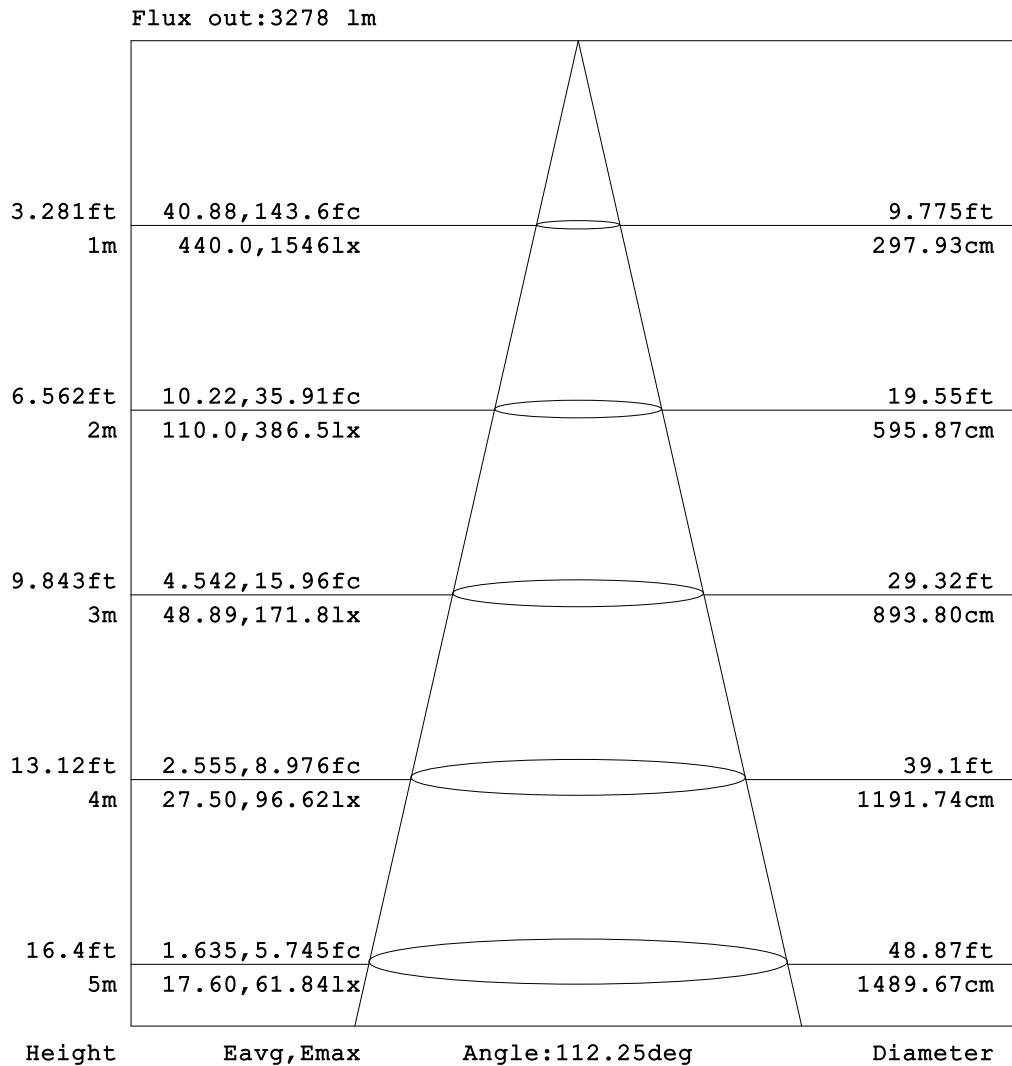 Flux out:3278 lm
3.281ft 40.88,143.6fc 9.775ft
1m 440.0,1546lx 297.93cm
6.562ft 10.22,35.91fc 19.55ft
2m 110.0,386.5lx 595.87cm
9.843ft 4.542,15.96fc 29.32ft
3m 48.89,171.8lx 893.80cm
13.12ft 2.555,8.976fc 39.1ft
4m 27.50,96.62lx 1191.74cm
16.4ft 1.635,5.745fc 48.87ft
5m 17.60,61.84lx 1489.67cm
Height Eavg,Emax Angle:112.25deg Diameter